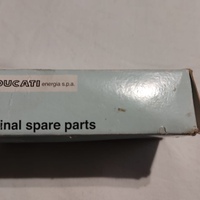 DUCATI energia s.p.a
inal spare parts